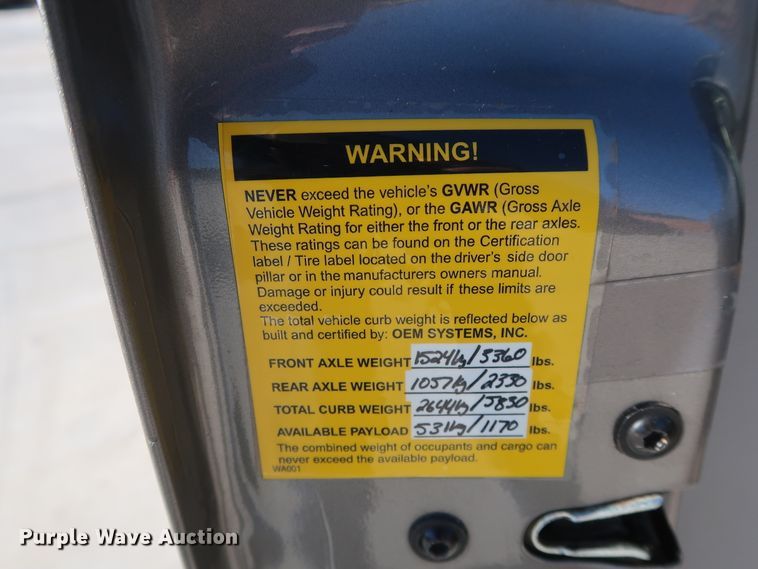 WARNING!
NEVER exceed the vehicle's GVWR (Gross
Vehicle Weight Rating), or the GAWR (Gross Axle
Weight Rating for either the front or the rear axles.
These ratings can be found on the Certification
label / Tire label located on the driver's side door
pillar or in the manufacturers owners manual.
Damage or injury could result if these limits are
exceeded.
The total vehicle curb weight is reflected below as
built and certified by: OEM SYSTEMS, INC.
FRONT AXLE WEIGHT 1524kg/3360 lbs.
REAR AXLE WEIGHT 1057kg/2330 lbs.
TOTAL CURB WEIGHT 2644kg/5830 lbs.
AVAILABLE PAYLOAD 531kg/1170 lbs.
The combined weight of occupants and cargo can
never exceed the available payload.
WA001
Purple Wave Auction